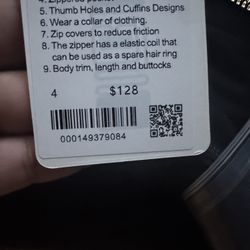 5. Thumb Holes and Cuffins Designs
6. Wear a collar of clothing.
7. Zip covers to reduce friction
8. The zipper has a elastic coil that
can be used as a spare hair ring
9. Body trim, length and buttocks
4 $128
000149379084